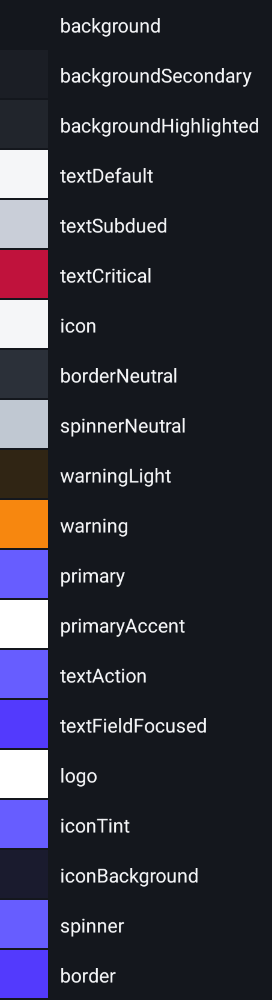 background
backgroundSecondary
backgroundHighlighted
textDefault
textSubdued
textCritical
icon
borderNeutral
spinnerNeutral
warningLight
warning
primary
primaryAccent
textAction
textFieldFocused
logo
iconTint
iconBackground
spinner
border